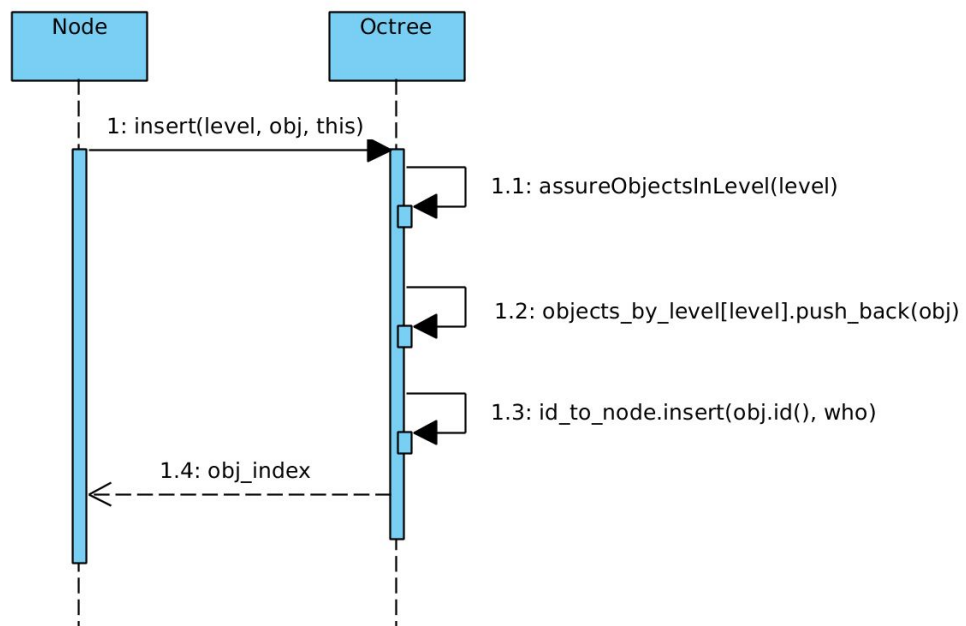 Node
Octree
1: insert(level, obj, this)
1.1: assureObjectsInLevel(level)
1.2: objects_by_level[level].push_back(obj)
1.3: id_to_node.insert(obj.id(), who)
1.4: obj_index